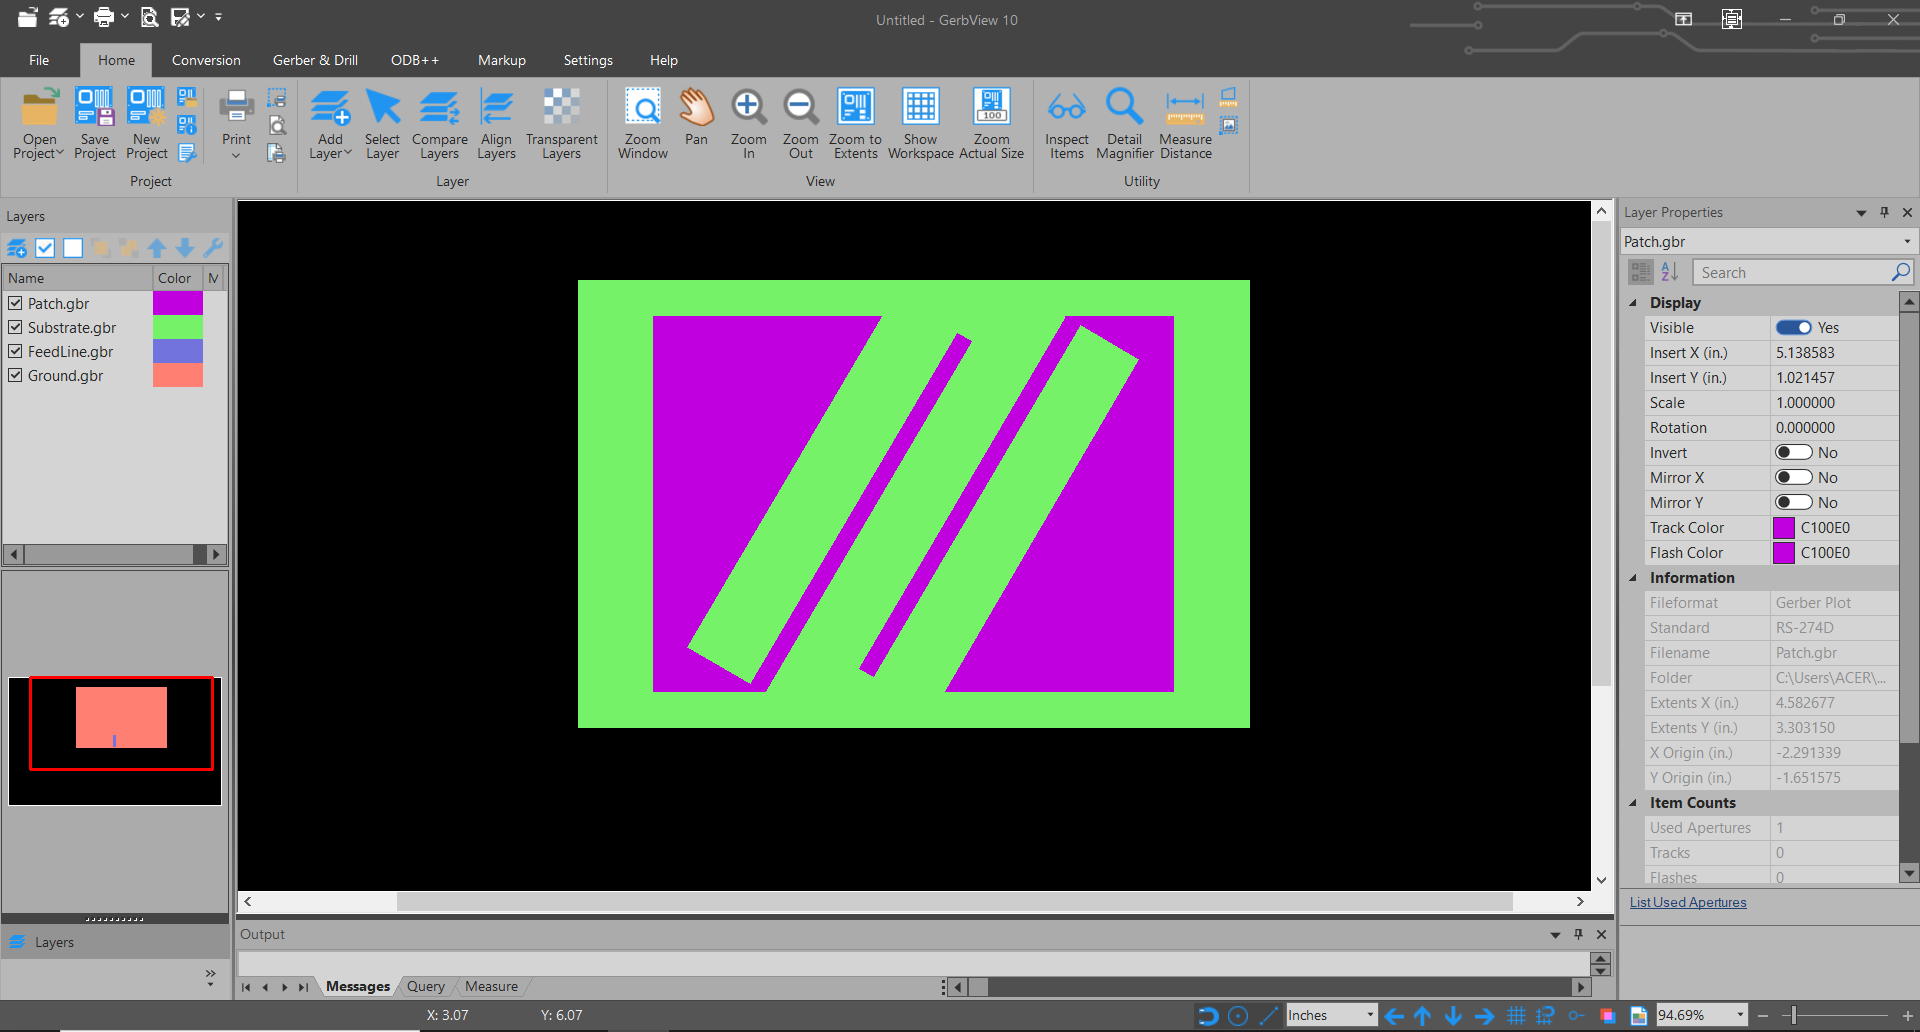 Untitled - GerbView 10
File
Home
Conversion
Gerber & Drill
ODB++
Markup
Settings
Help
Open
Project
Save
Project
New
Project
Print
Project
Add
Layer
Select
Layer
Compare
Layers
Align
Layers
Transparent
Layers
Layer
Zoom
Window
Pan
Zoom
In
Zoom
Out
Zoom to
Extents
Show
Workspace
100
Zoom
Actual Size
View
Inspect
Items
Detail
Magnifier
Measure
Distance
Utility
Layers
Name Color M
Patch.gbr
Substrate.gbr
FeedLine.gbr
Ground.gbr
Layers
Output
Messages Query Measure
Layer Properties
Patch.gbr
A
Z
Search
Display
Visible Yes
Insert X (in.) 5.138583
Insert Y (in.) 1.021457
Scale 1.000000
Rotation 0.000000
Invert No
Mirror X No
Mirror Y No
Track Color C100E0
Flash Color C100E0
Information
Fileformat Gerber Plot
Standard RS-274D
Filename Patch.gbr
Folder C:\Users\ACER\...
Extents X (in.) 4.582677
Extents Y (in.) 3.303150
X Origin (in.) -2.291339
Y Origin (in.) -1.651575
Item Counts
Used Apertures 1
Tracks 0
Flashes 0
List Used Apertures
X: 3.07 Y: 6.07 Inches 94.69%